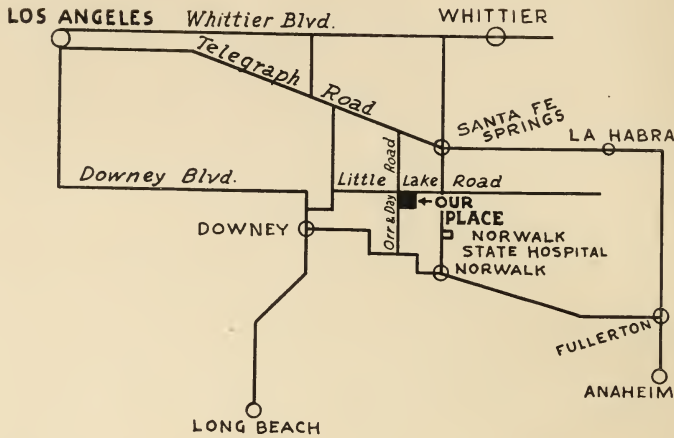 LOS ANGELES
Whittier Blvd.
WHITTIER
Telegraph Road
SANTA FE
SPRINGS
LA HABRA
Downey Blvd.
Little Lake Road
Orr & Day Road
← OUR
PLACE
DOWNEY
NORWALK
STATE HOSPITAL
NORWALK
FULLERTON
ANAHEIM
LONG BEACH